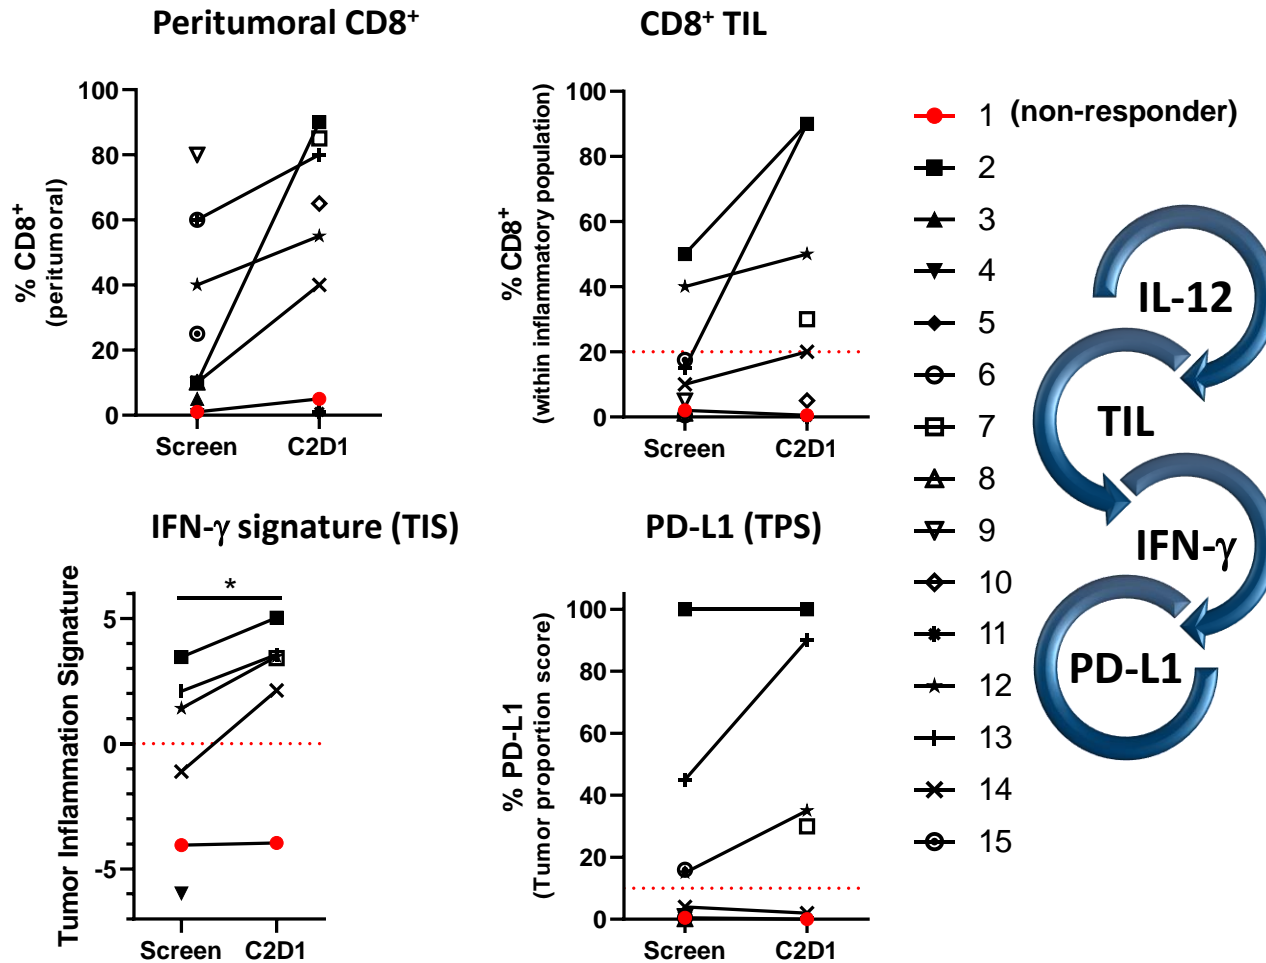 Peritumoral CD8⁺
% CD8⁺
(peritumoral)
100
80
60
40
20
0
Screen C2D1
CD8⁺ TIL
% CD8⁺
(within inflammatory population)
100
80
60
40
20
0
Screen C2D1
IFN-γ signature (TIS)
Tumor Inflammation Signature
*
5
0
-5
Screen C2D1
PD-L1 (TPS)
% PD-L1
(Tumor proportion score)
100
80
60
40
20
0
Screen C2D1
1 (non-responder)
2
3
4
5
6
7
8
9
10
11
12
13
14
15
IL-12
TIL
IFN-γ
PD-L1